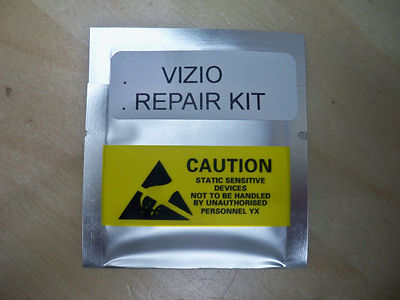 . VIZIO
. REPAIR KIT
CAUTION
STATIC SENSITIVE
DEVICES
NOT TO BE HANDLED
BY UNAUTHORISED
PERSONNEL YX